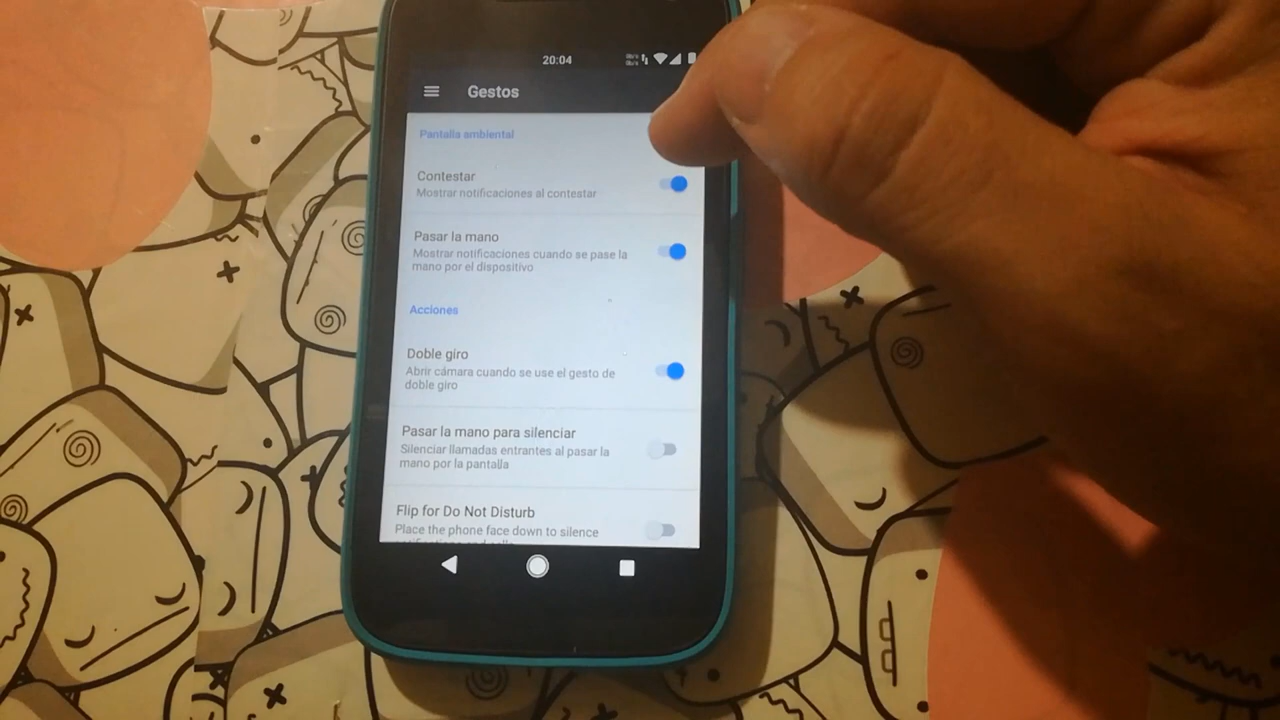 20:04
Gestos
Pantalla ambiental
Contestar
Mostrar notificaciones al contestar
Pasar la mano
Mostrar notificaciones cuando se pase la
mano por el dispositivo
Acciones
Doble giro
Abrir cámara cuando se use el gesto de
doble giro
Pasar la mano para silenciar
Silenciar llamadas entrantes al pasar la
mano por la pantalla
Flip for Do Not Disturb
Place the phone face down to silence